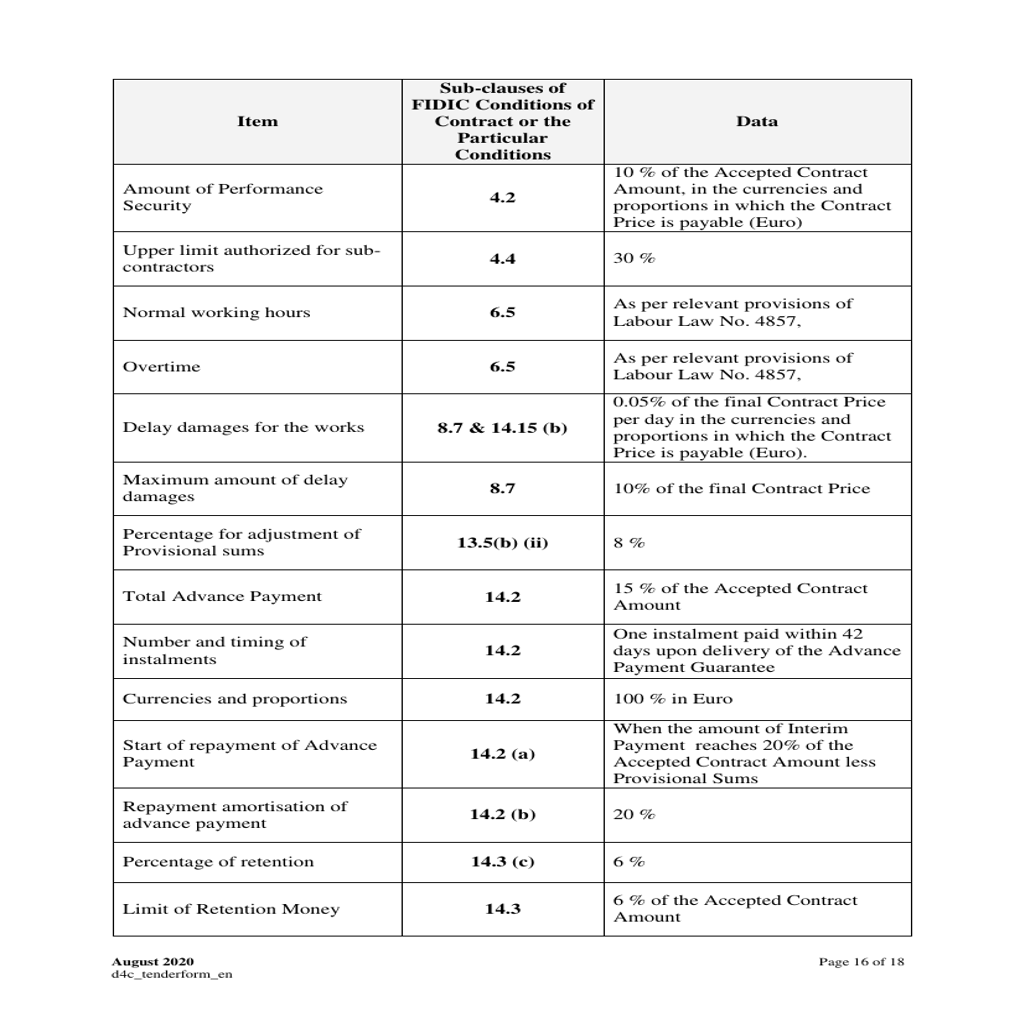 Item
Sub-clauses of
FIDIC Conditions of
Contract or the
Particular
Conditions
Data
Amount of Performance
Security
4.2
10 % of the Accepted Contract
Amount, in the currencies and
proportions in which the Contract
Price is payable (Euro)
Upper limit authorized for sub-
contractors
4.4
30 %
Normal working hours
6.5
As per relevant provisions of
Labour Law No. 4857,
Overtime
6.5
As per relevant provisions of
Labour Law No. 4857,
Delay damages for the works
8.7 & 14.15 (b)
0.05% of the final Contract Price
per day in the currencies and
proportions in which the Contract
Price is payable (Euro).
Maximum amount of delay
damages
8.7
10% of the final Contract Price
Percentage for adjustment of
Provisional sums
13.5(b) (ii)
8 %
Total Advance Payment
14.2
15 % of the Accepted Contract
Amount
Number and timing of
instalments
14.2
One instalment paid within 42
days upon delivery of the Advance
Payment Guarantee
Currencies and proportions
14.2
100 % in Euro
Start of repayment of Advance
Payment
14.2 (a)
When the amount of Interim
Payment  reaches 20% of the
Accepted Contract Amount less
Provisional Sums
Repayment amortisation of
advance payment
14.2 (b)
20 %
Percentage of retention
14.3 (c)
6 %
Limit of Retention Money
14.3
6 % of the Accepted Contract
Amount
August 2020
Page 16 of 18
d4c_tenderform_en